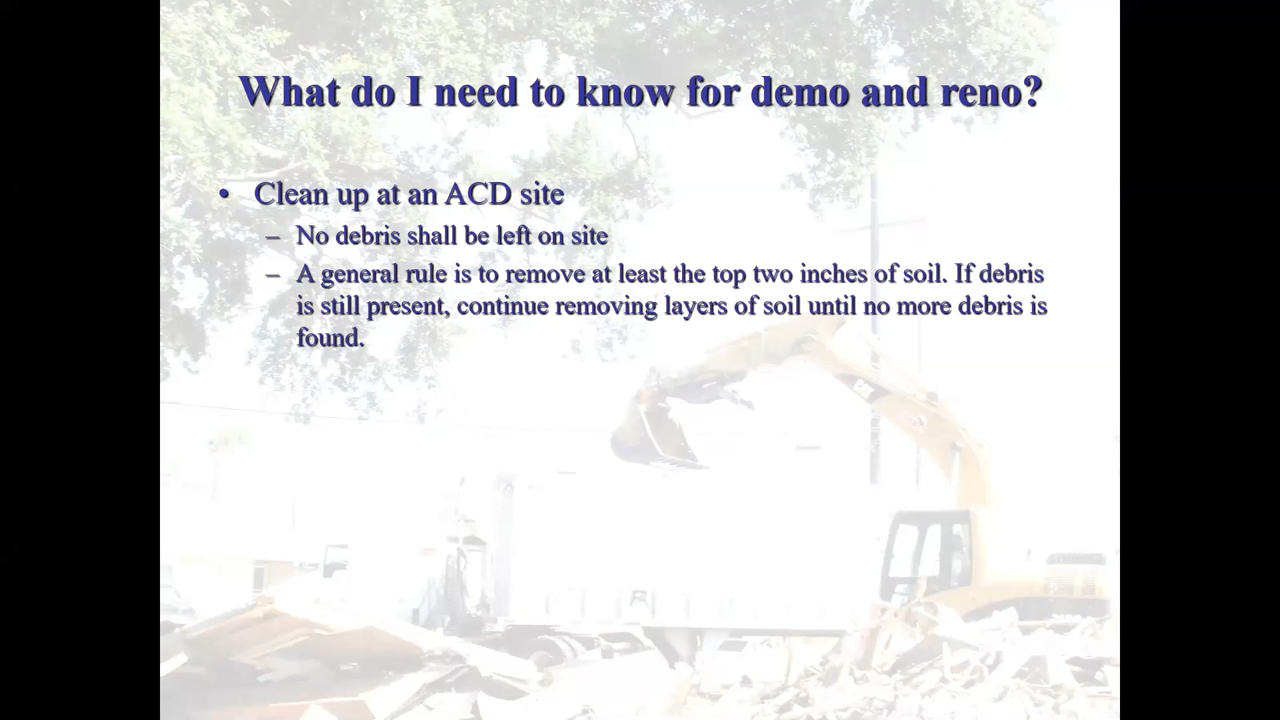 What do I need to know for demo and reno?
• Clean up at an ACD site
– No debris shall be left on site
– A general rule is to remove at least the top two inches of soil. If debris
is still present, continue removing layers of soil until no more debris is
found.
CAT